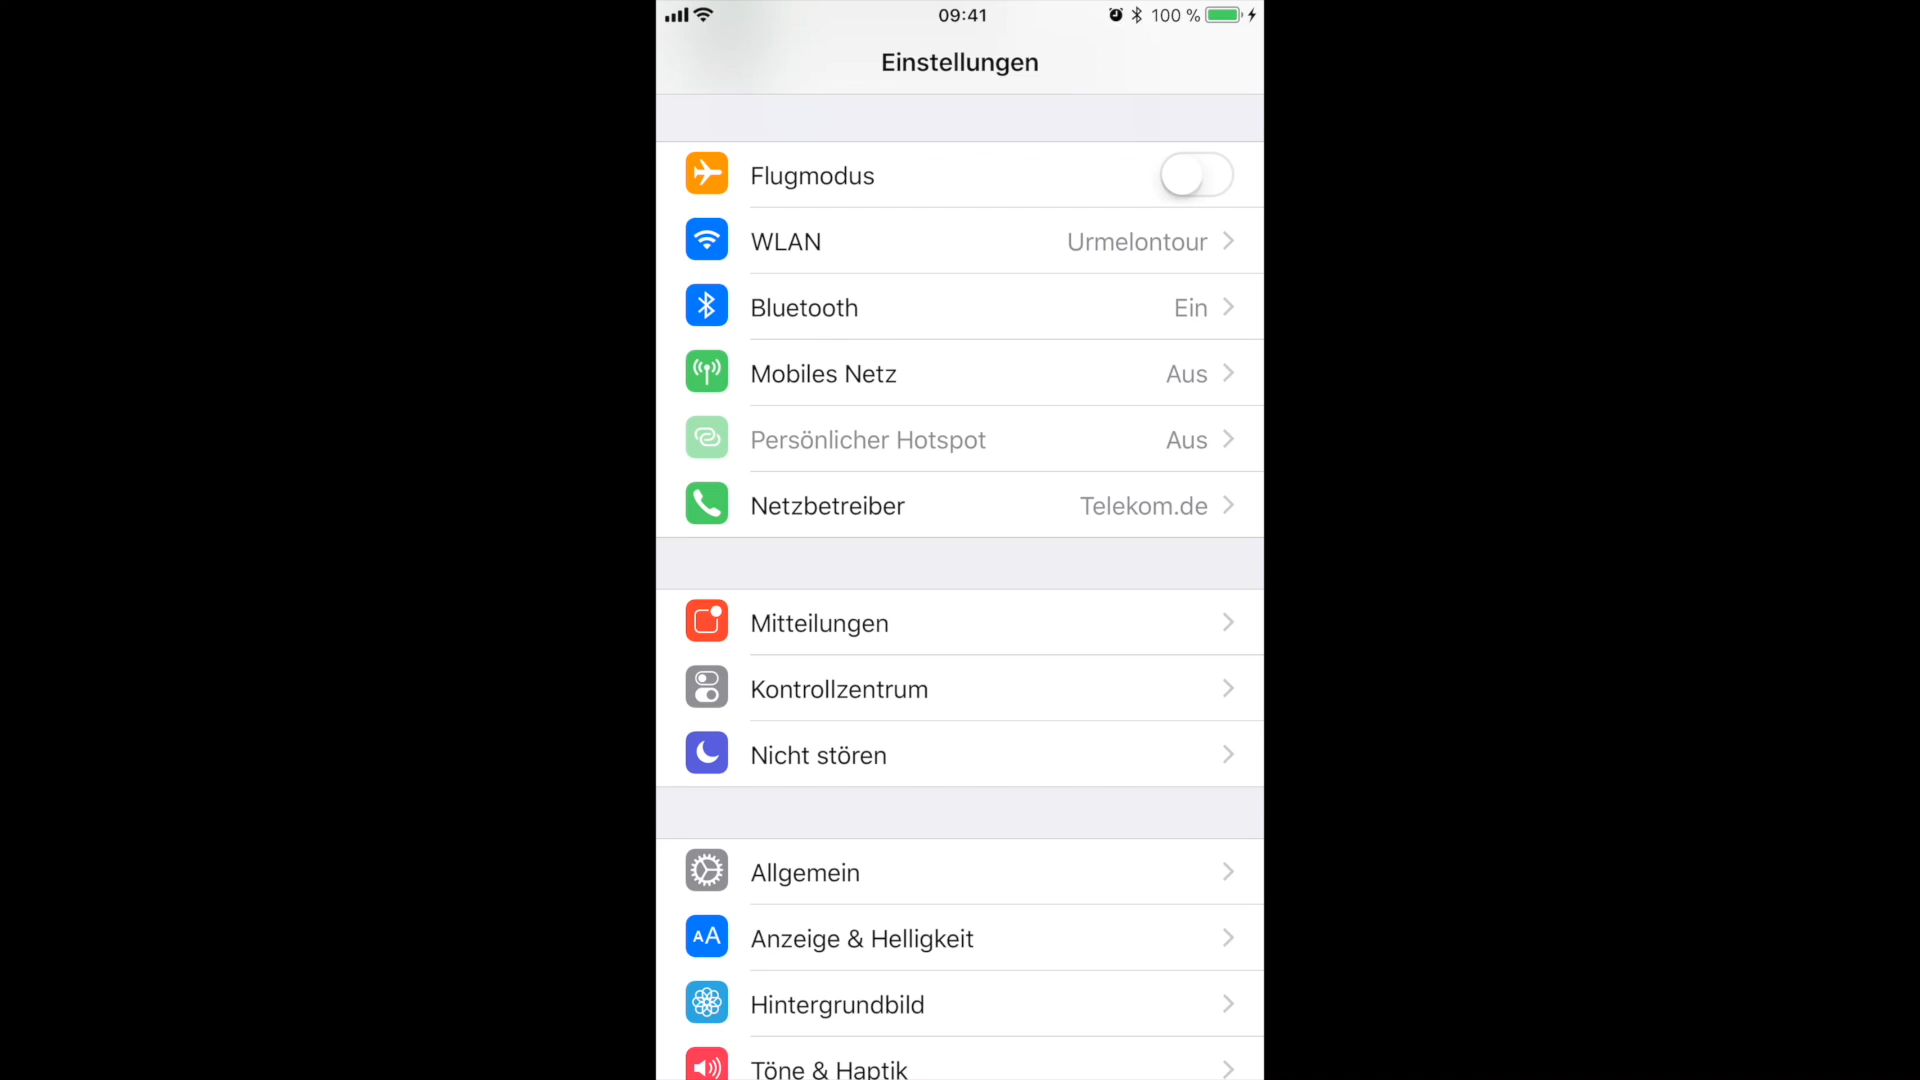 09:41 100 %
Einstellungen
Flugmodus
WLAN Urmelontour
Bluetooth Ein
Mobiles Netz Aus
Persönlicher Hotspot Aus
Netzbetreiber Telekom.de
Mitteilungen
Kontrollzentrum
Nicht stören
Allgemein
AA Anzeige & Helligkeit
Hintergrundbild
Töne & Haptik